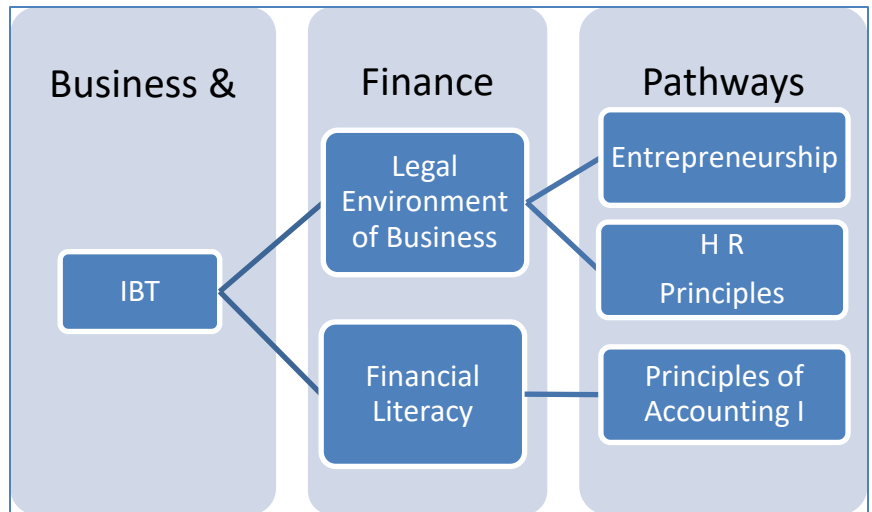 Business &
Finance
Pathways
IBT
Legal
Environment
of Business
Financial
Literacy
Entrepreneurship
H R
Principles
Principles of
Accounting I